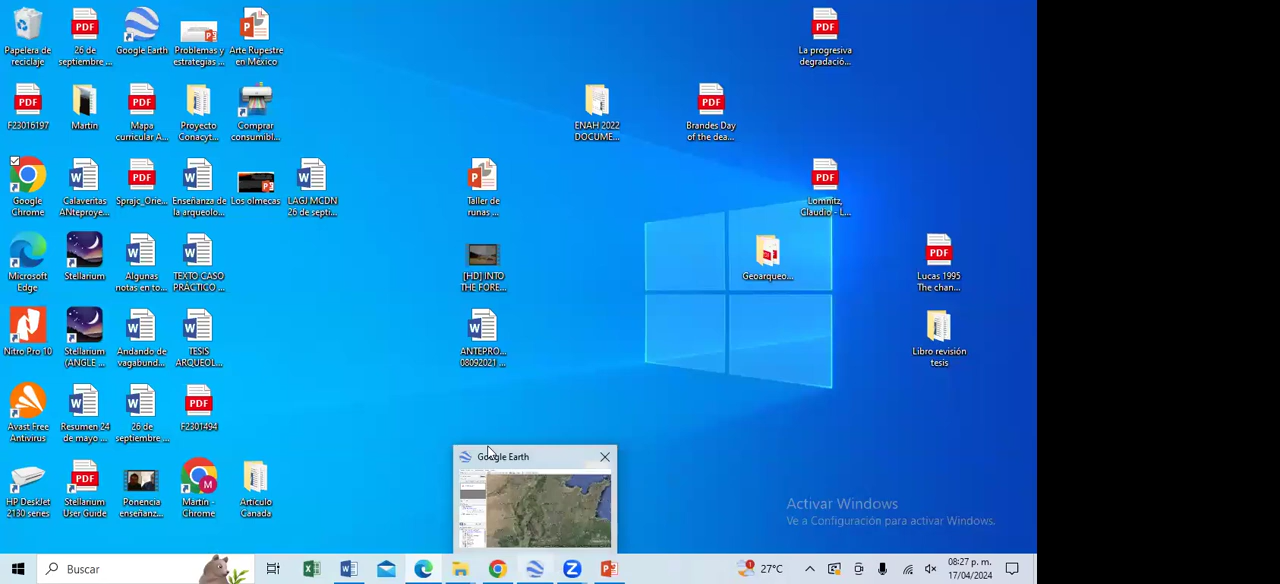 Papelera de
reciclaje
26 de
septiembre ...
Google Earth
Problemas y
estrategias ...
Arte Rupestre
en México
La progresiva
degradació...
F23016197
Martin
Mapa
curricular A...
Proyecto
Conacyt...
Comprar
consumibl...
ENAH 2022
DOCUME...
Brandes Day
of the dea...
Google
Chrome
Calaventas
ANteproye...
Sprajc_Orie...
Enseñanza de
la arqueolo...
Los olmecas
LAGJ MCDN
26 de septi...
Taller de
runas ...
Lomnitz,
Claudio - L...
Microsoft
Edge
Stellarium
Algunas
notas en to...
TEXTO CASO
PRÁCTICO ...
[HD] INTO
THE FORE...
Geoarqueo...
Lucas 1995
The chan...
Nitro Pro 10
Stellarium
(ANGLE ...
Andando de
vagabund...
TESIS
ARQUEOL...
ANTEPRO...
08092021 ...
Libro revisión
tesis
Avast Free
Antivirus
Resumen 24
de mayo ...
26 de
septiembre ...
F2301494
HP DeskJet
2130 series
Stellarium
User Guide
Ponencia
enseñanz...
Martín -
Chrome
Artículo
Canada
Google Earth
Activar Windows
Ve a Configuración para activar Windows.
Buscar
27°C
08:27 p. m.
17/04/2024